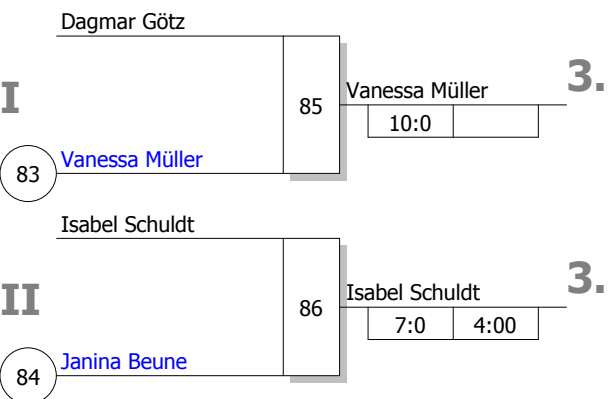 Dagmar Götz
I
85
Vanessa Müller
3.
10:0
83
Vanessa Müller
Isabel Schuldt
II
86
Isabel Schuldt
3.
7:0 4:00
84
Janina Beune